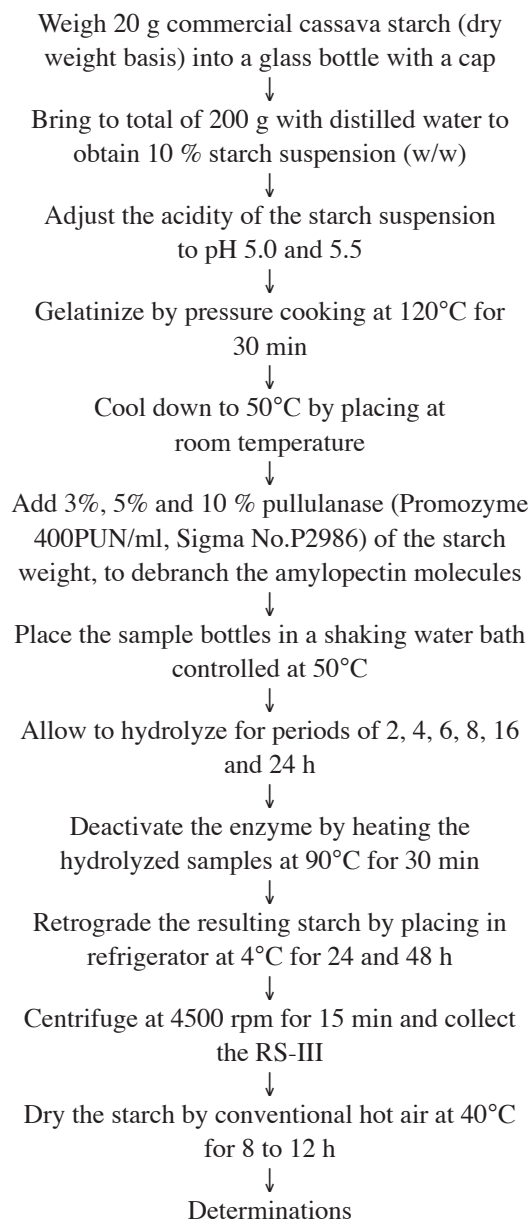 Weigh 20 g commercial cassava starch (dry
weight basis) into a glass bottle with a cap
↓
Bring to total of 200 g with distilled water to
obtain 10 % starch suspension (w/w)
↓
Adjust the acidity of the starch suspension
to pH 5.0 and 5.5
↓
Gelatinize by pressure cooking at 120°C for
30 min
↓
Cool down to 50°C by placing at
room temperature
↓
Add 3%, 5% and 10 % pullulanase (Promozyme
400PUN/ml, Sigma No.P2986) of the starch
weight, to debranch the amylopectin molecules
↓
Place the sample bottles in a shaking water bath
controlled at 50°C
↓
Allow to hydrolyze for periods of 2, 4, 6, 8, 16
and 24 h
↓
Deactivate the enzyme by heating the
hydrolyzed samples at 90°C for 30 min
↓
Retrograde the resulting starch by placing in
refrigerator at 4°C for 24 and 48 h
↓
Centrifuge at 4500 rpm for 15 min and collect
the RS-III
↓
Dry the starch by conventional hot air at 40°C
for 8 to 12 h
↓
Determinations